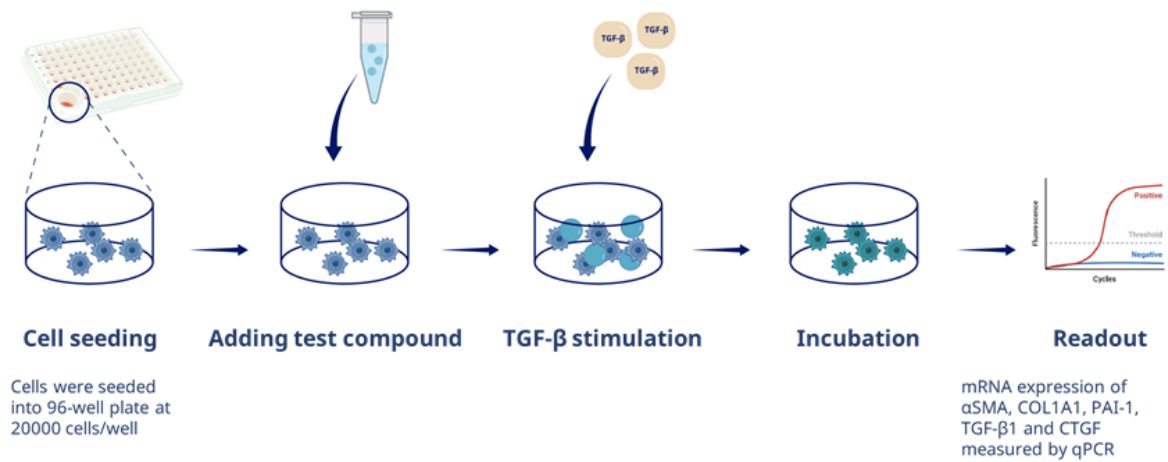 TGF-β
TGF-β
TGF-β
Fluorescence
Positive
Threshold
Negative
Cycles
Cell seeding
Adding test compound
TGF-β stimulation
Incubation
Readout
Cells were seeded
into 96-well plate at
20000 cells/well
mRNA expression of
αSMA, COL1A1, PAI-1,
TGF-β1 and CTGF
measured by qPCR